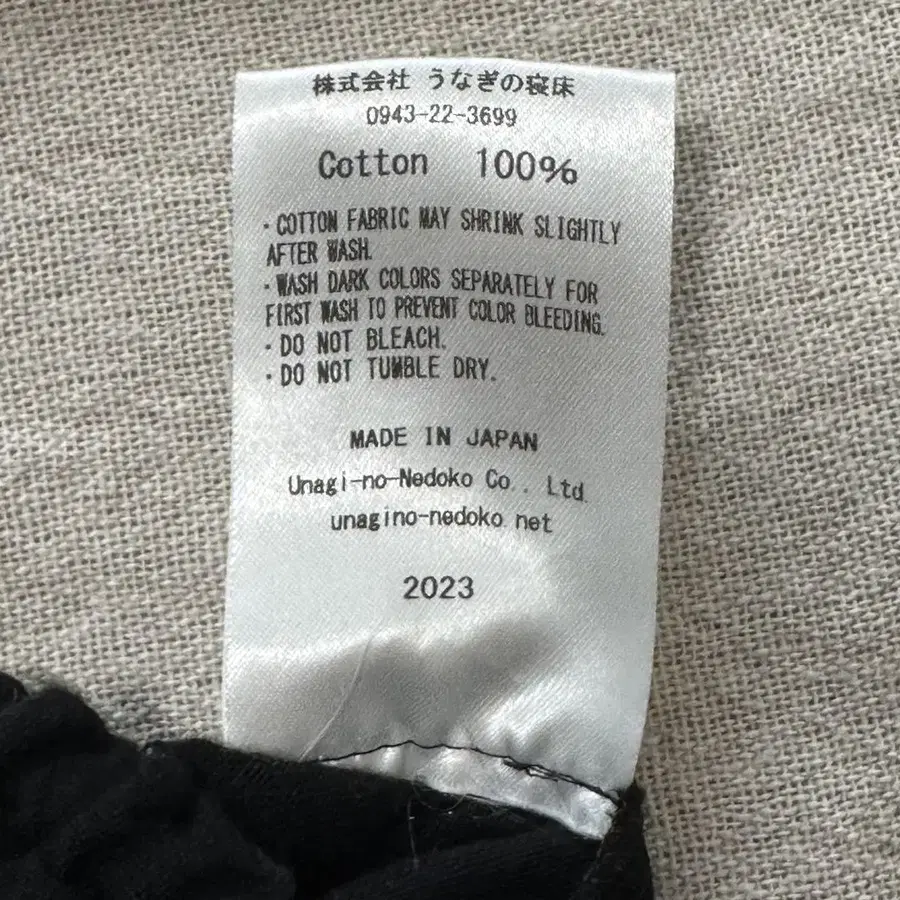 株式会社 うなぎの寝床
0943-22-3699
Cotton 100%
・COTTON FABRIC MAY SHRINK SLIGHTLY
AFTER WASH.
・WASH DARK COLORS SEPARATELY FOR
FIRST WASH TO PREVENT COLOR BLEEDING.
・DO NOT BLEACH.
・DO NOT TUMBLE DRY.
MADE IN JAPAN
Unagi-no-Nedoko Co., Ltd
unagino-nedoko.net
2023